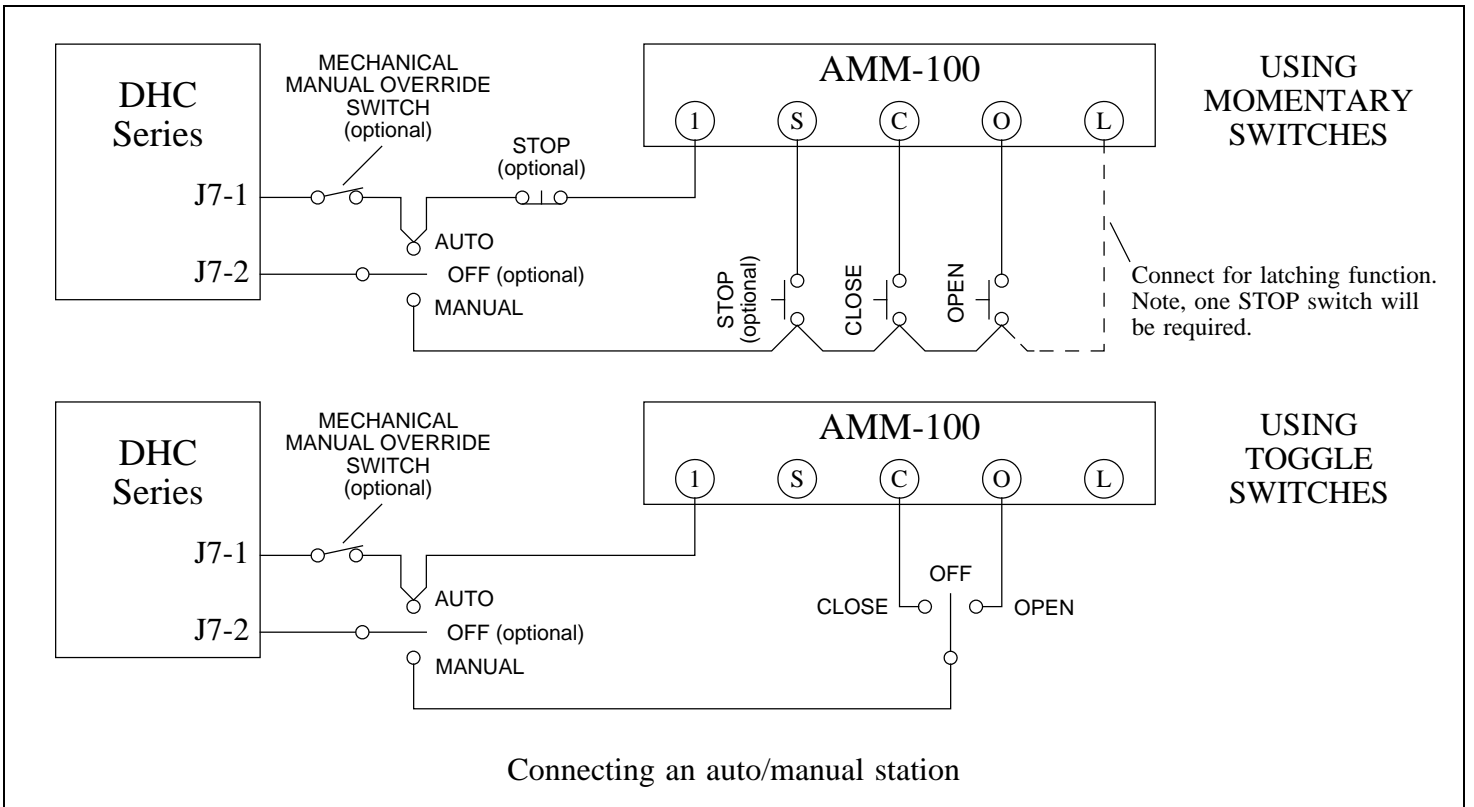 DHC
Series
J7-1
J7-2
MECHANICAL
MANUAL OVERRIDE
SWITCH
(optional)
STOP
(optional)
AUTO
OFF (optional)
MANUAL
AMM-100
1 S C O L
STOP
(optional)
CLOSE
OPEN
USING
MOMENTARY
SWITCHES
Connect for latching function.
Note, one STOP switch will
be required.
DHC
Series
J7-1
J7-2
MECHANICAL
MANUAL OVERRIDE
SWITCH
(optional)
AUTO
OFF (optional)
MANUAL
AMM-100
1 S C O L
OFF
CLOSE
OPEN
USING
TOGGLE
SWITCHES
Connecting an auto/manual station